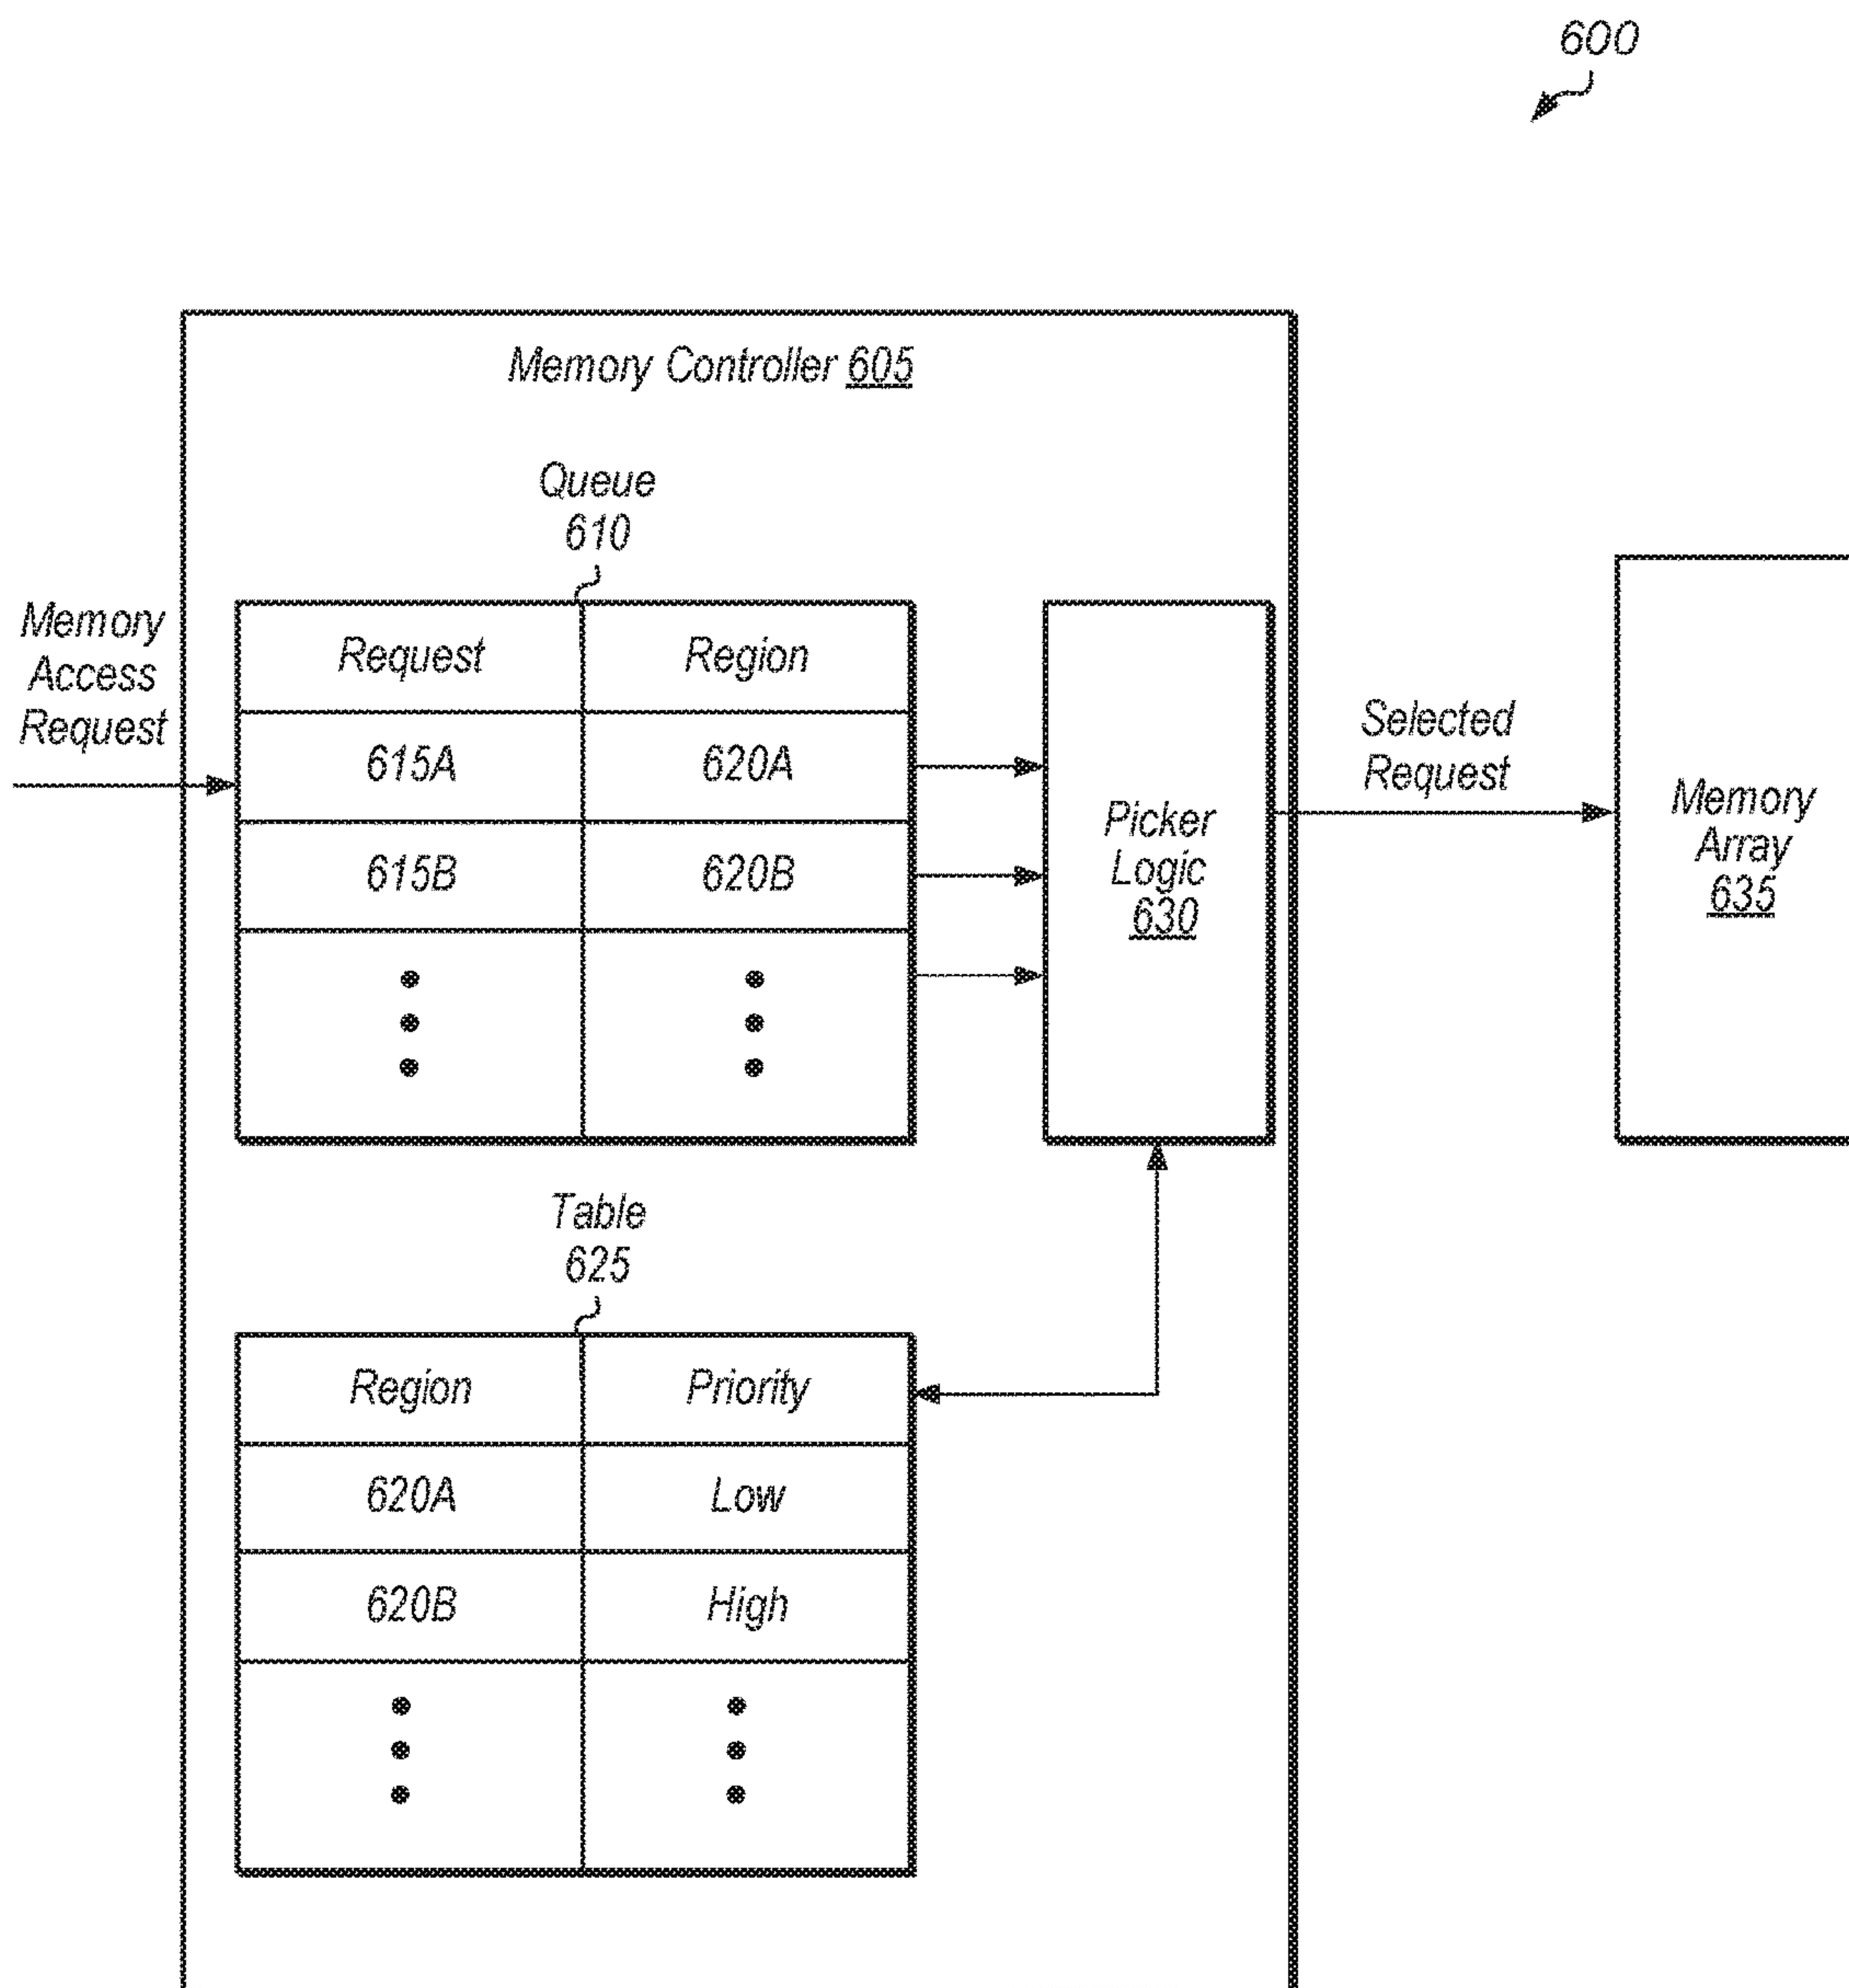 600
Memory Controller 605
Queue
610
Memory
Access
Request
Request Region
615A 620A
615B 620B
Picker
Logic
630
Selected
Request
Memory
Array
635
Table
625
Region Priority
620A Low
620B High